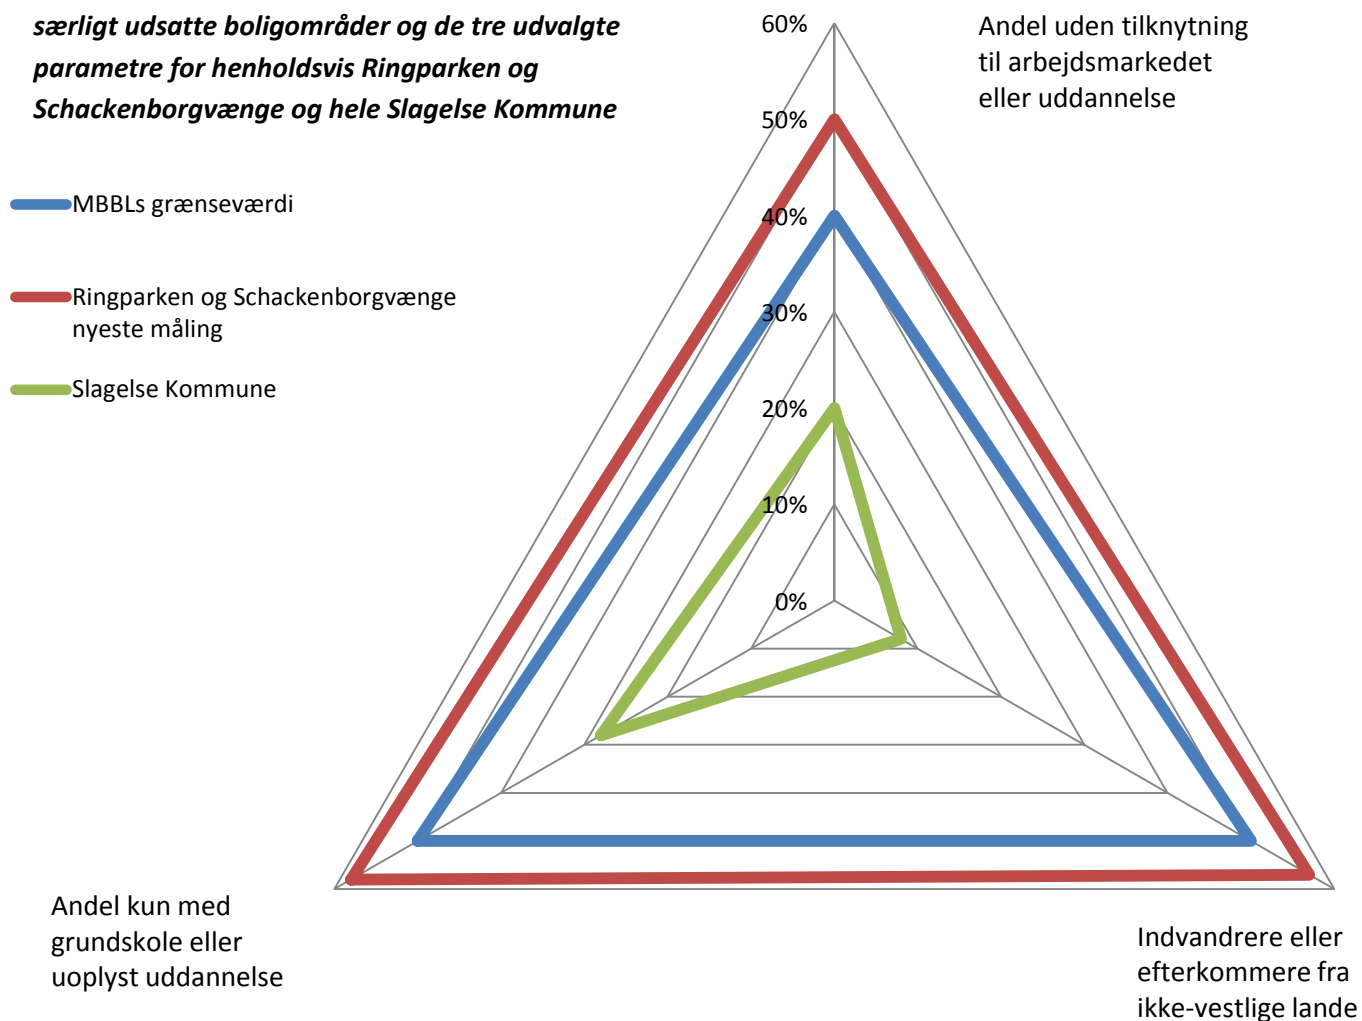 særligt udsatte boligområder og de tre udvalgte
parametre for henholdsvis Ringparken og
Schackenborgvænge og hele Slagelse Kommune
MBBLs grænseværdi
Ringparken og Schackenborgvænge
nyeste måling
Slagelse Kommune
60%
50%
40%
30%
20%
10%
0%
Andel uden tilknytning
til arbejdsmarkedet
eller uddannelse
Andel kun med
grundskole eller
uoplyst uddannelse
Indvandrere eller
efterkommere fra
ikke-vestlige lande